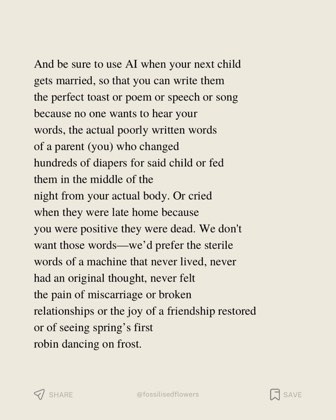 And be sure to use AI when your next child
gets married, so that you can write them
the perfect toast or poem or speech or song
because no one wants to hear your
words, the actual poorly written words
of a parent (you) who changed
hundreds of diapers for said child or fed
them in the middle of the
night from your actual body. Or cried
when they were late home because
you were positive they were dead. We don't
want those words—we’d prefer the sterile
words of a machine that never lived, never
had an original thought, never felt
the pain of miscarriage or broken
relationships or the joy of a friendship restored
or of seeing spring’s first
robin dancing on frost.
SHARE @fossilisedflowers SAVE